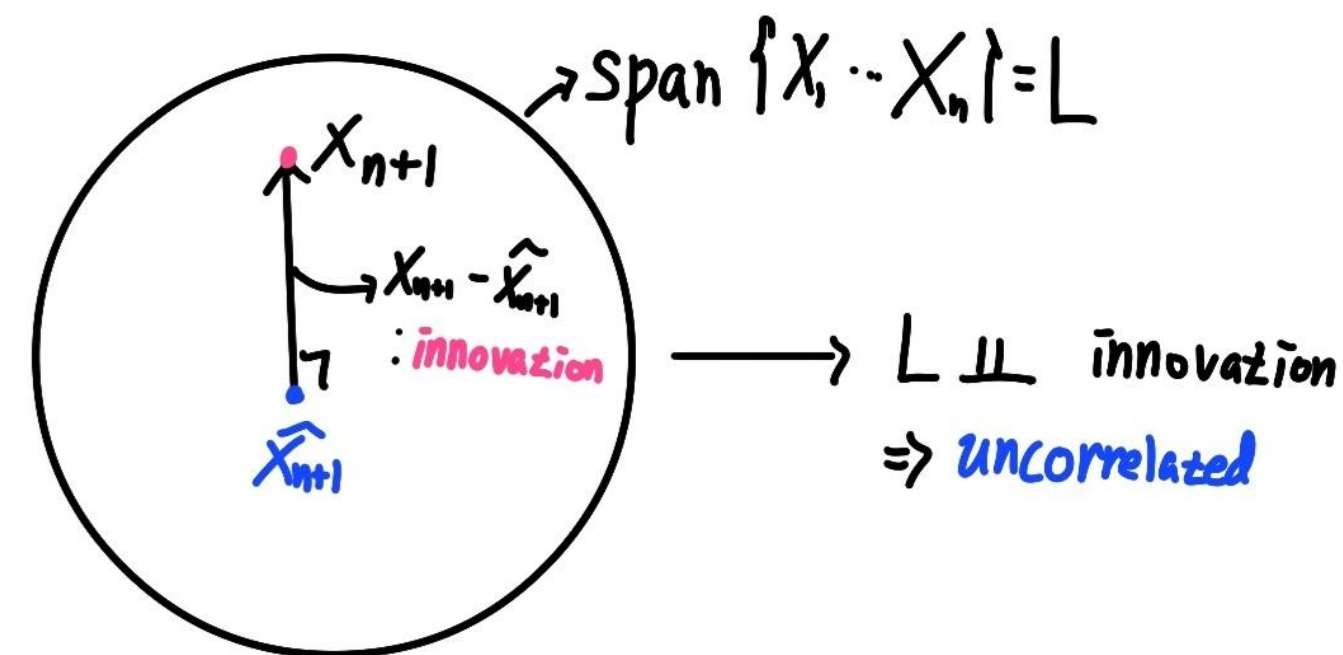 span {X₁ ⋯ Xₙ} = L
Xₙ₊₁
Xₙ₊₁ - X̂ₙ₊₁
: innovation
X̂ₙ₊₁
L ⫫ innovation
⇒ uncorrelated